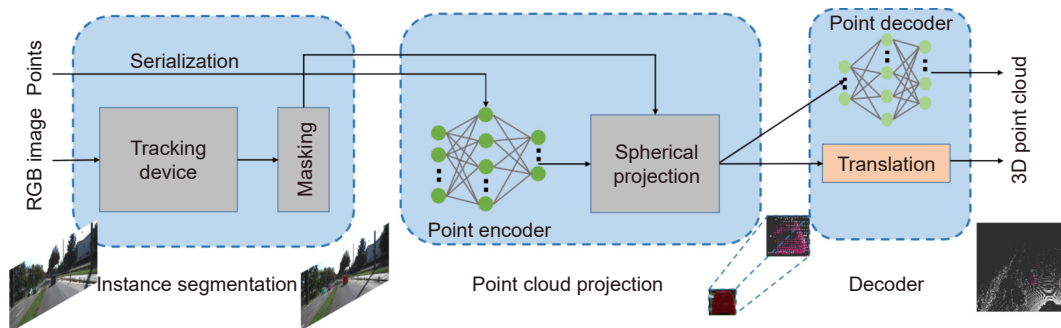 Points
RGB image
Serialization
Tracking
device
Masking
Point encoder
Spherical
projection
Point decoder
Translation
3D point cloud
Instance segmentation
Point cloud projection
Decoder